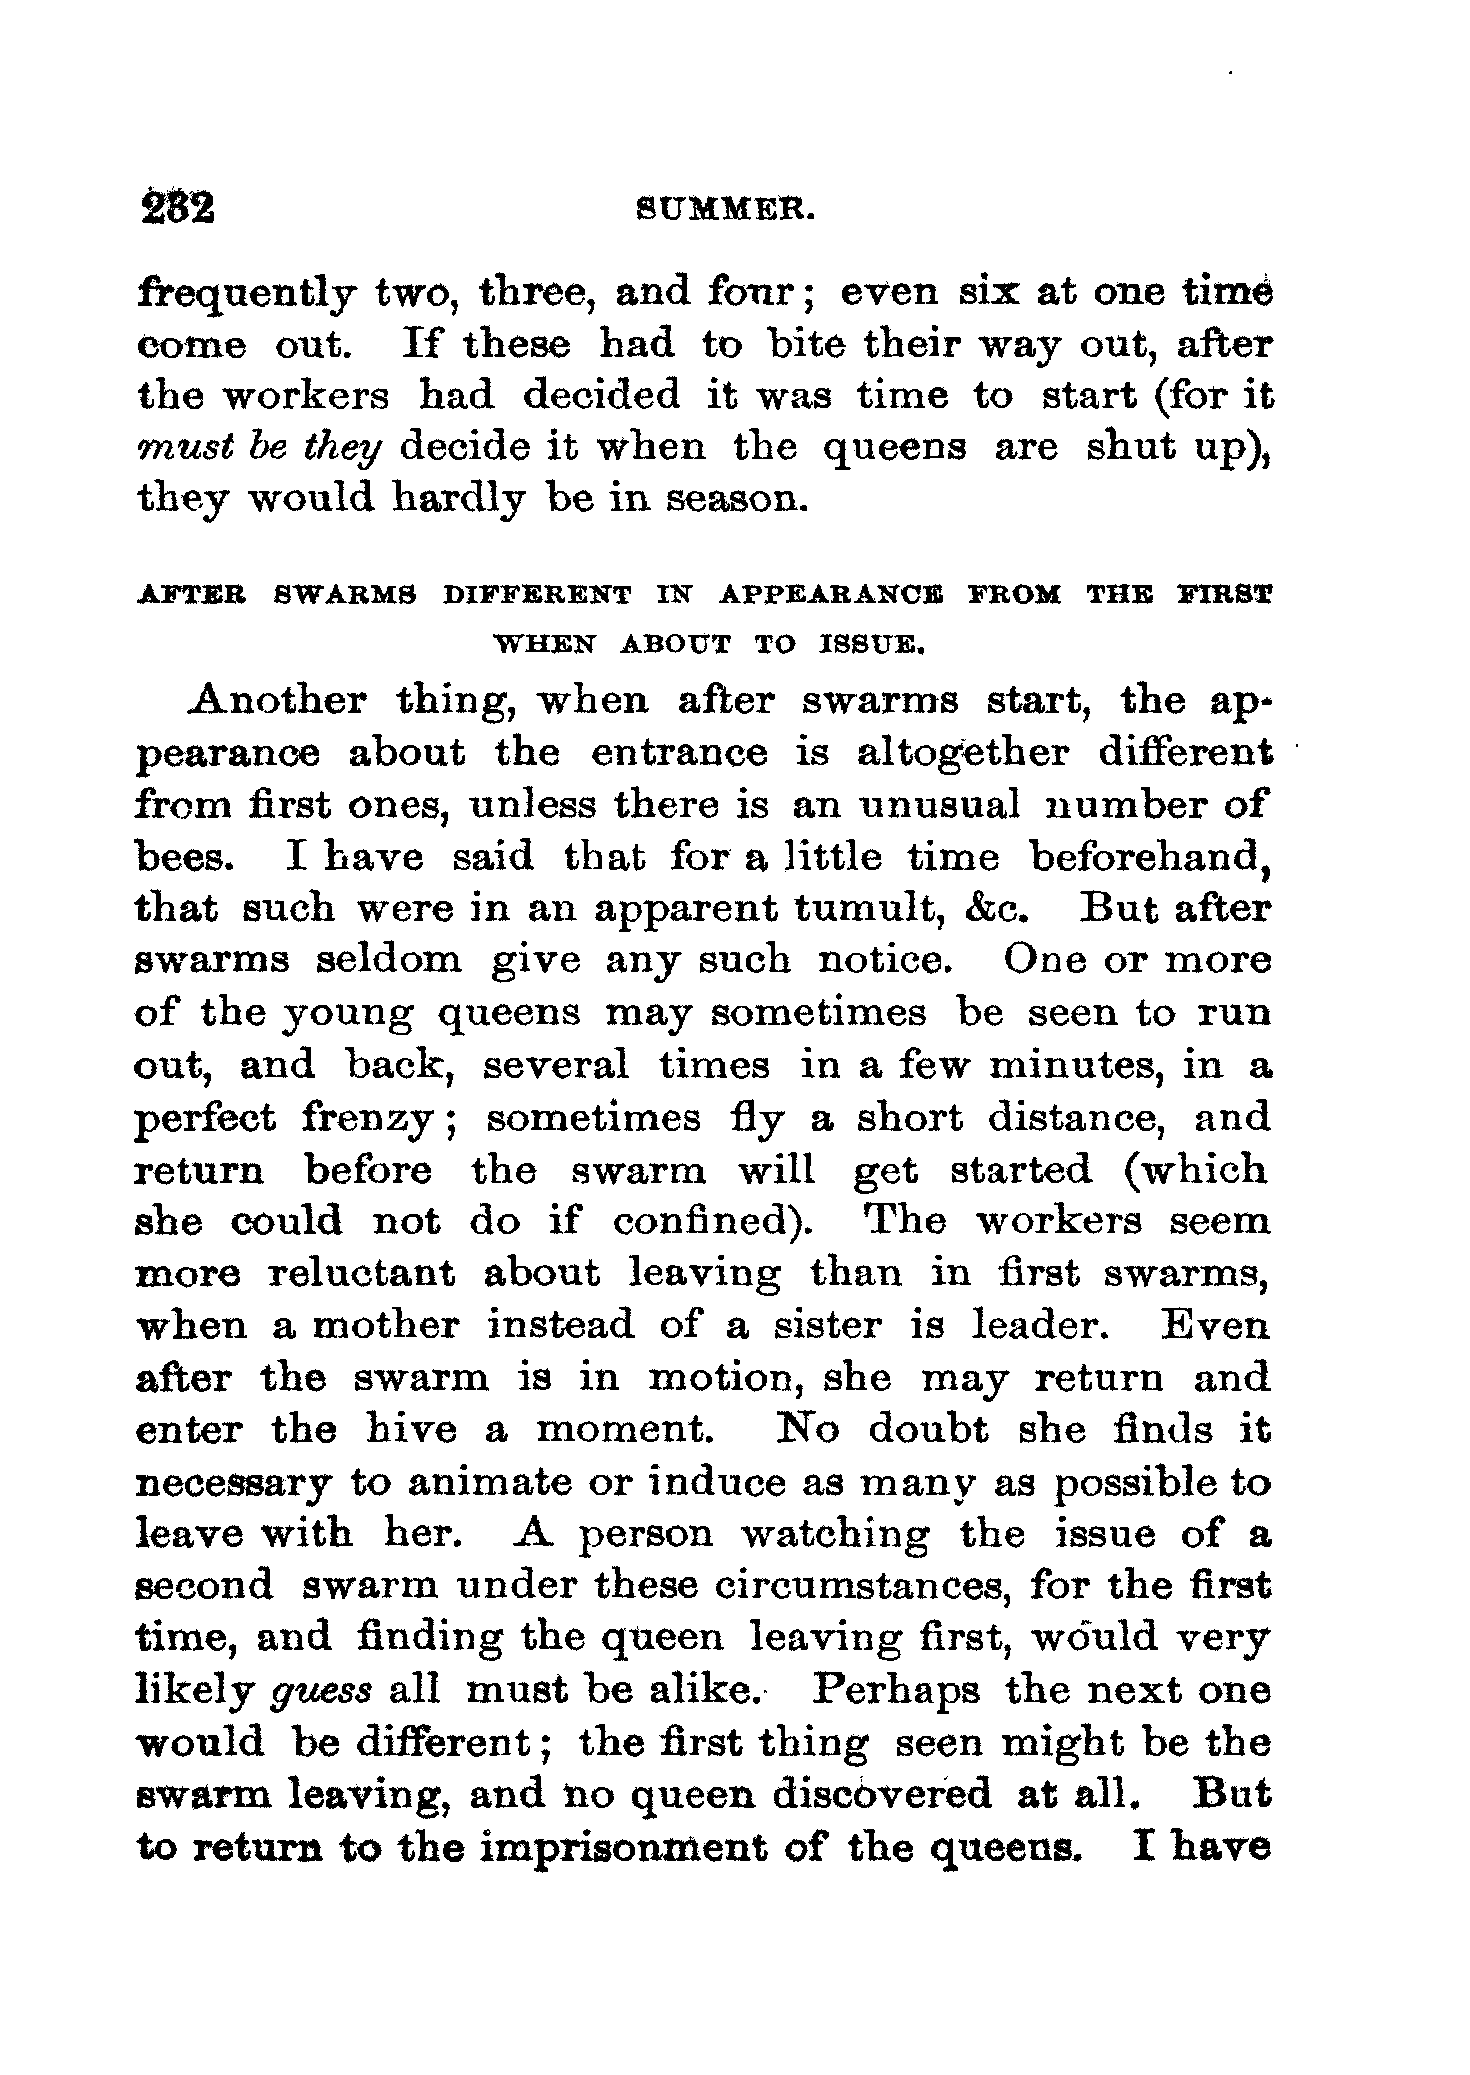 232 SUMMER.
frequently two, three, and four; even six at one time
come out. If these had to bite their way out, after
the workers had decided it was time to start (for it
must be they decide it when the queens are shut up),
they would hardly be in season.
AFTER SWARMS DIFFERENT IN APPEARANCE FROM THE FIRST
WHEN ABOUT TO ISSUE.
Another thing, when after swarms start, the ap-
pearance about the entrance is altogether different
from first ones, unless there is an unusual number of
bees. I have said that for a little time beforehand,
that such were in an apparent tumult, &c. But after
swarms seldom give any such notice. One or more
of the young queens may sometimes be seen to run
out, and back, several times in a few minutes, in a
perfect frenzy; sometimes fly a short distance, and
return before the swarm will get started (which
she could not do if confined). The workers seem
more reluctant about leaving than in first swarms,
when a mother instead of a sister is leader. Even
after the swarm is in motion, she may return and
enter the hive a moment. No doubt she finds it
necessary to animate or induce as many as possible to
leave with her. A person watching the issue of a
second swarm under these circumstances, for the first
time, and finding the queen leaving first, would very
likely guess all must be alike. Perhaps the next one
would be different; the first thing seen might be the
swarm leaving, and no queen discovered at all. But
to return to the imprisonment of the queens. I have